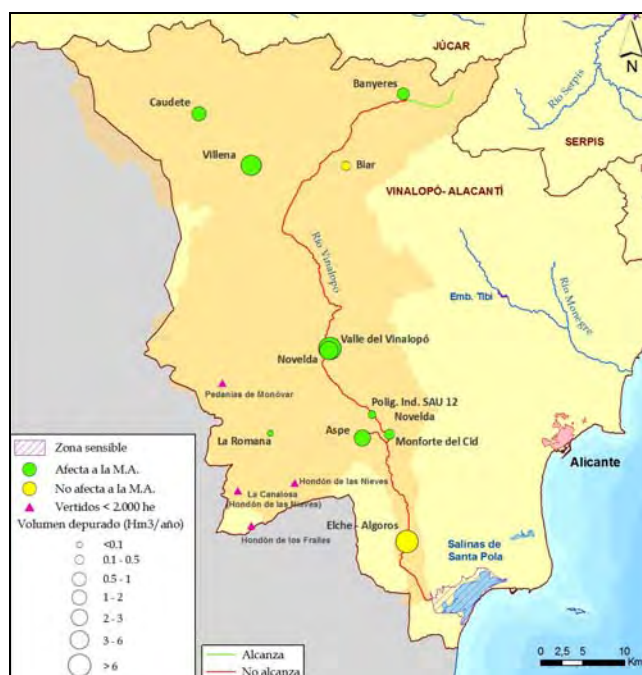 JÚCAR
N
Banyeres
Río Serpis
Caudete
SERPIS
Villena
Biar
VINALOPÓ- ALACANTÍ
Río Vinalopó
Emb. Tibi
Río Monegre
Valle del Vinalopó
Novelda
Pedanías de Monóvar
Polig. Ind. SAU 12
Novelda
La Romana
Aspe
Monforte del Cid
Alicante
Hondón de las Nieves
La Canalosa
(Hondón de las Nieves)
Hondón de los Frailes
Elche - Algoros
Salinas de
Santa Pola
Zona sensible
Afecta a la M.A.
No afecta a la M.A.
Vertidos < 2.000 he
Volumen depurado (Hm3/año)
<0.1
0.1 - 0.5
0.5 - 1
1 - 2
2 - 3
3 - 6
> 6
Alcanza
No alcanza
0 2,5 5 10
Km